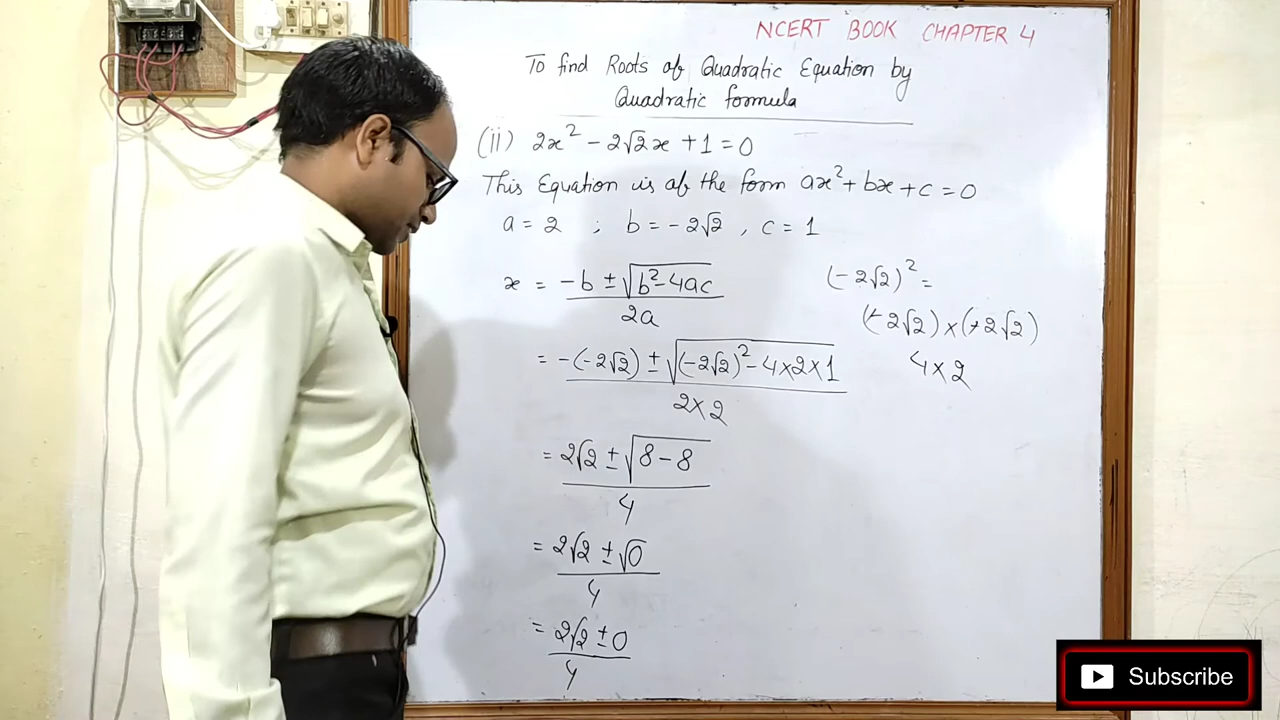 NCERT BOOK CHAPTER 4
To find Roots of Quadratic Equation by
Quadratic formula
(ii) 2x² - 2√2x + 1 = 0
This Equation is of the form ax² + bx + c = 0
a = 2 ; b = -2√2 , c = 1
x = (-b ± √(b² - 4ac)) / 2a
= (-(-2√2) ± √((-2√2)² - 4×2×1)) / 2×2
= (2√2 ± √(8 - 8)) / 4
= (2√2 ± √0) / 4
= (2√2 ± 0) / 4
(-2√2)² =
(-2√2) × (-2√2)
4×2
Subscribe